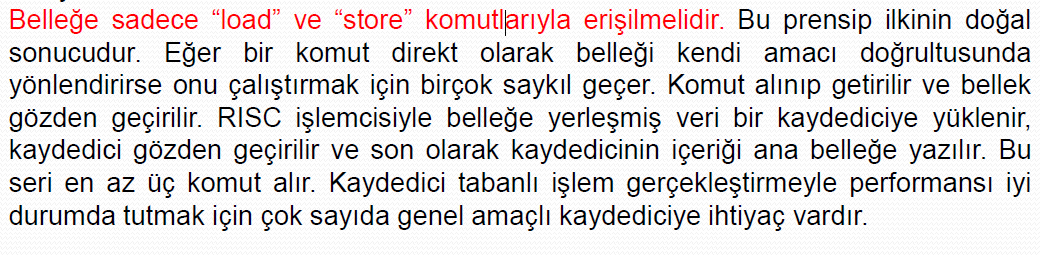 Belleğe sadece “load” ve “store” komutlarıyla erişilmelidir. Bu prensip ilkinin doğal
sonucudur. Eğer bir komut direkt olarak belleği kendi amacı doğrultusunda
yönlendirirse onu çalıştırmak için birçok saykıl geçer. Komut alınıp getirilir ve bellek
gözden geçirilir. RISC işlemcisiyle belleğe yerleşmiş veri bir kaydediciye yüklenir,
kaydedici gözden geçirilir ve son olarak kaydedicinin içeriği ana belleğe yazılır. Bu
seri en az üç komut alır. Kaydedici tabanlı işlem gerçekleştirmeyle performansı iyi
durumda tutmak için çok sayıda genel amaçlı kaydediciye ihtiyaç vardır.